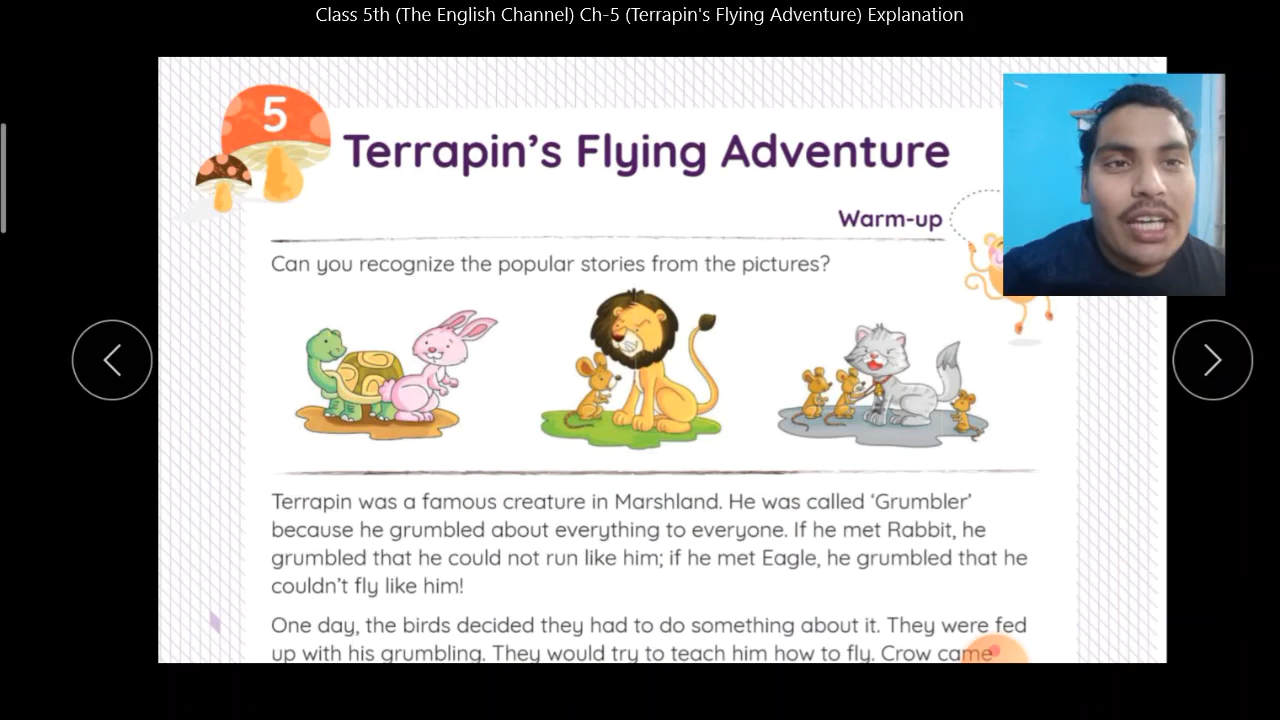 Class 5th (The English Channel) Ch-5 (Terrapin's Flying Adventure) Explanation
5
Terrapin's Flying Adventure
Warm-up
Can you recognize the popular stories from the pictures?
Terrapin was a famous creature in Marshland. He was called ‘Grumbler’
because he grumbled about everything to everyone. If he met Rabbit, he
grumbled that he could not run like him; if he met Eagle, he grumbled that he
couldn't fly like him!
One day, the birds decided they had to do something about it. They were fed
up with his grumbling. They would try to teach him how to fly. Crow came